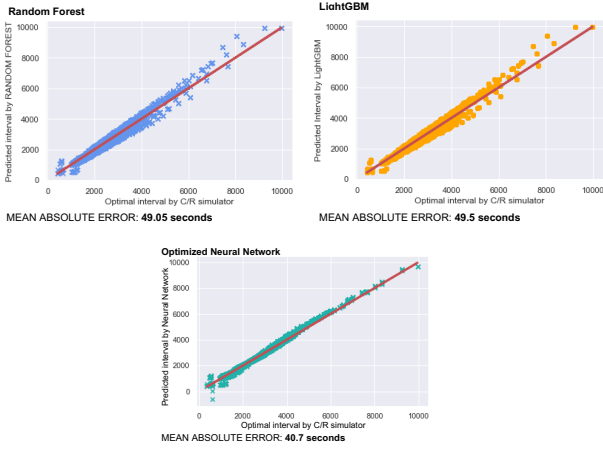 Random Forest
Predicted interval by RANDOM FOREST
10000
8000
6000
4000
2000
0
0 2000 4000 6000 8000 10000
Optimal interval by C/R simulator
MEAN ABSOLUTE ERROR: 49.05 seconds
LightGBM
Predicted Interval by LightGBM
10000
8000
6000
4000
2000
0
0 2000 4000 6000 8000 10000
Optimal interval by C/R simulator
MEAN ABSOLUTE ERROR: 49.5 seconds
Optimized Neural Network
Predicted interval by Neural Network
10000
8000
6000
4000
2000
0
0 2000 4000 6000 8000 10000
Optimal interval by C/R simulator
MEAN ABSOLUTE ERROR: 40.7 seconds